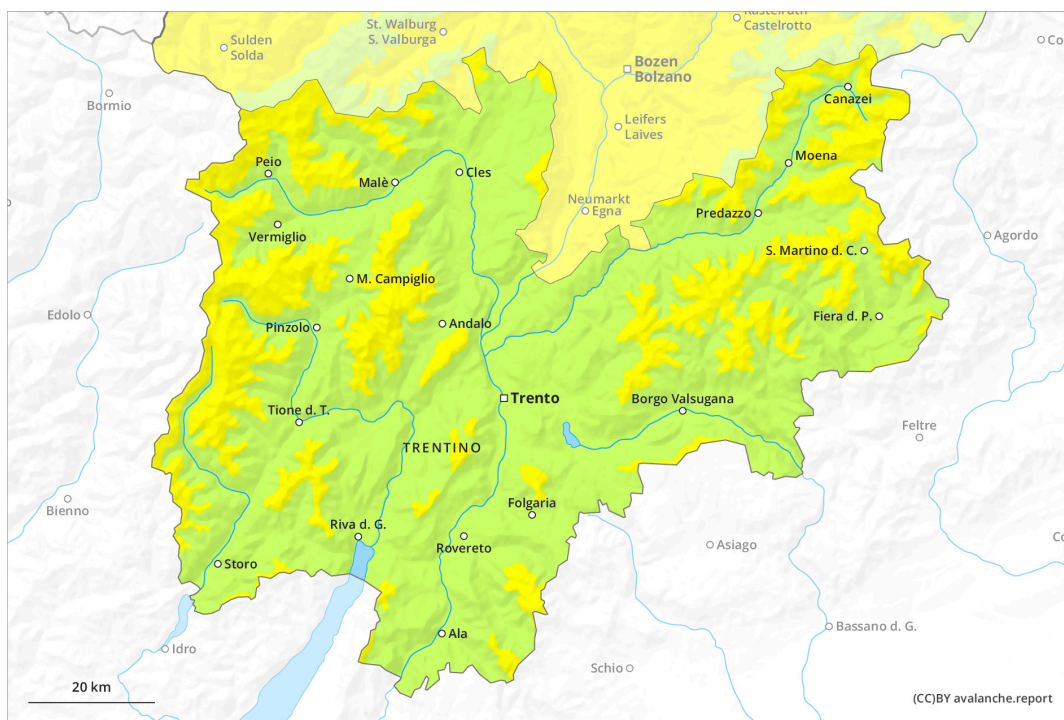 St. Walburg
S. Valburga
Kastelruth
Castelrotto
Sulden
Solda
Bozen
Bolzano
Bormio
Canazei
Leifers
Laives
Moena
Peio
Malè
Cles
Neumarkt
Egna
Predazzo
Vermiglio
Agordo
S. Martino d. C.
M. Campiglio
Edolo
Pinzolo
Andalo
Fiera d. P.
Trento
Borgo Valsugana
Tione d. T.
Feltre
TRENTINO
Bienno
Folgaria
Riva d. G.
Rovereto
Asiago
Storo
Ala
Bassano d. G.
Idro
Schio
20 km
(CC)BY avalanche.report